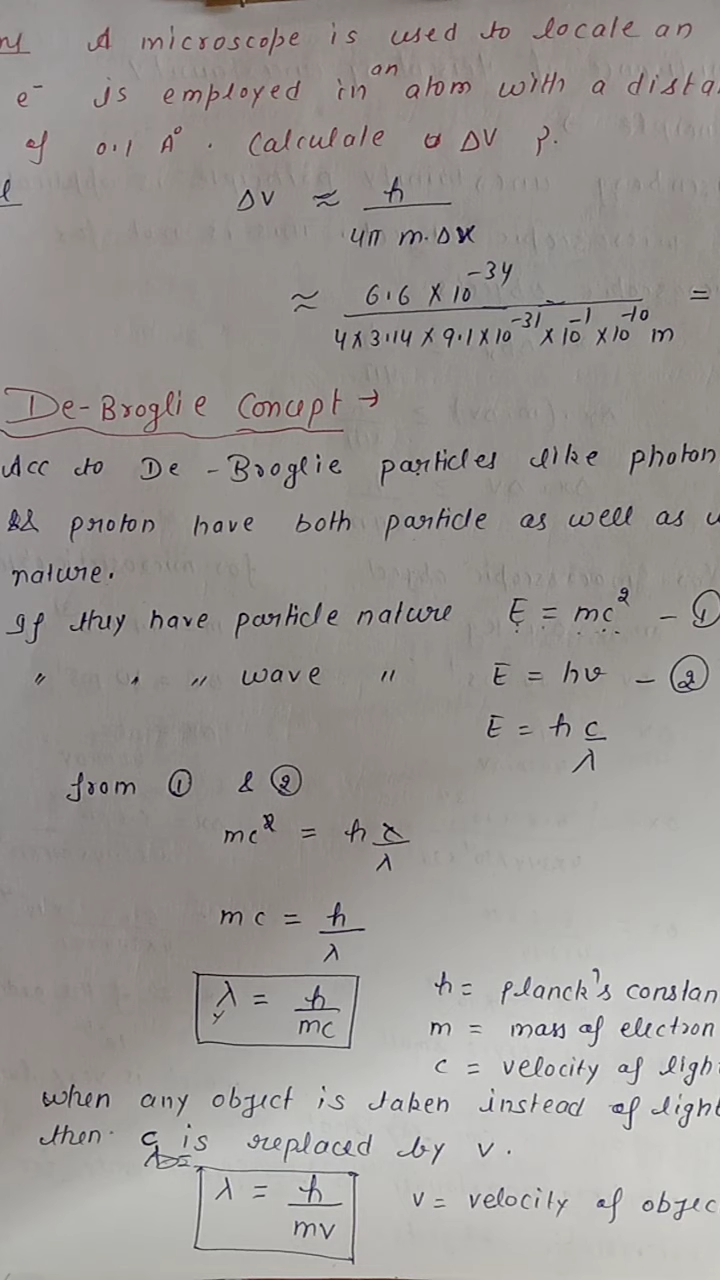 A microscope is used to locale an
e⁻ is employed in an atom with a dista
of 0.1 A°. Calculale ΔV ?.
ΔV ≈ h / 4π m.Δx
≈ 6.6 × 10⁻³⁴ / 4×3.14 × 9.1×10⁻³¹×10⁻¹×10⁻¹⁰ m =
De-Broglie Concept →
Acc to De-Broglie particles like photon
&& proton have both particle as well as
nature.
If they have particle nature E = mc² - ①
" " " wave " E = hν - ②
E = h c/λ
from ① & ②
mc² = h c/λ
mc = h/λ
λ = h/mc
h = planck's constan
m = mass of electron
c = velocity of ligh
when any object is taken instead of light
then c is replaced by v.
λ = h/mv
v = velocity of objec